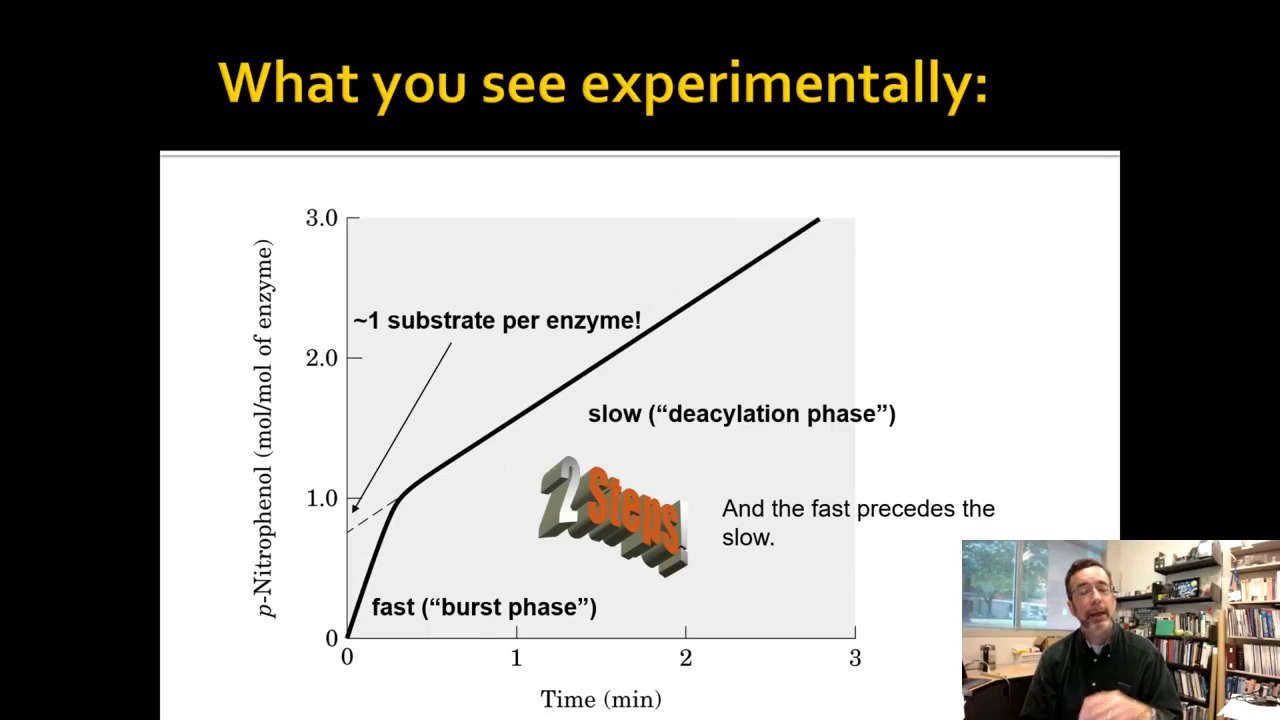 What you see experimentally:
3.0
~1 substrate per enzyme!
2.0
slow (“deacylation phase”)
1.0
2 Steps!
And the fast precedes the
slow.
fast (“burst phase”)
0
0 1 2 3
Time (min)
p-Nitrophenol (mol/mol of enzyme)